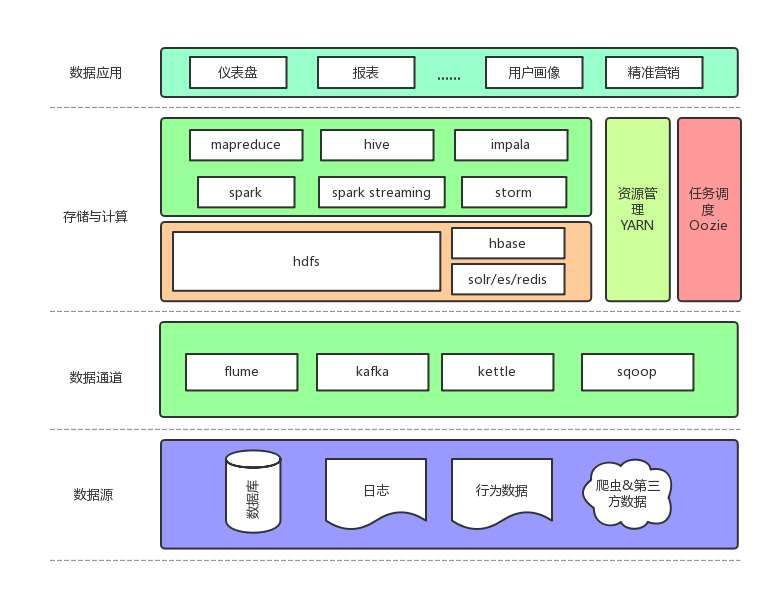 数据应用
仪表盘
报表
......
用户画像
精准营销
存储与计算
mapreduce
hive
impala
spark
spark streaming
storm
hdfs
hbase
solr/es/redis
资源管
理
YARN
任务调
度
Oozie
数据通道
flume
kafka
kettle
sqoop
数据源
数据库
日志
行为数据
爬虫&第三
方数据